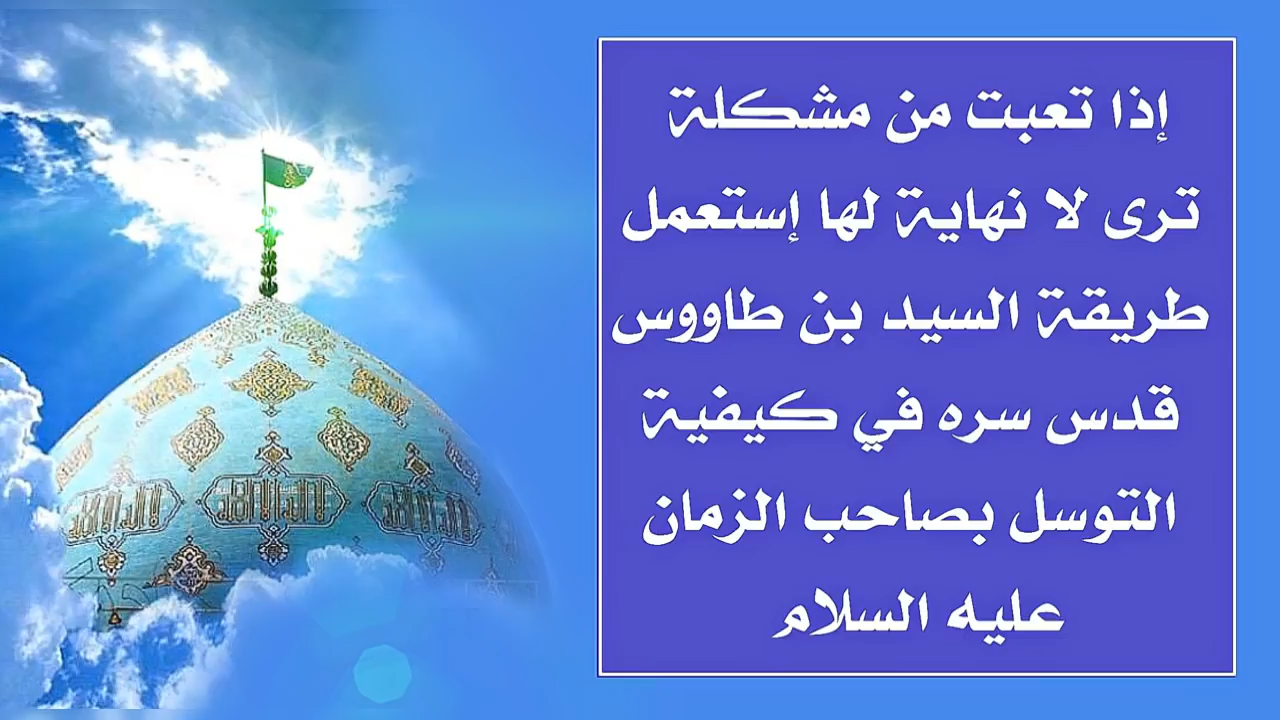 إذا تعبت من مشكلة
ترى لا نهاية لها إستعمل
طريقة السيد بن طاووس
قدس سره في كيفية
التوسل بصاحب الزمان
عليه السلام